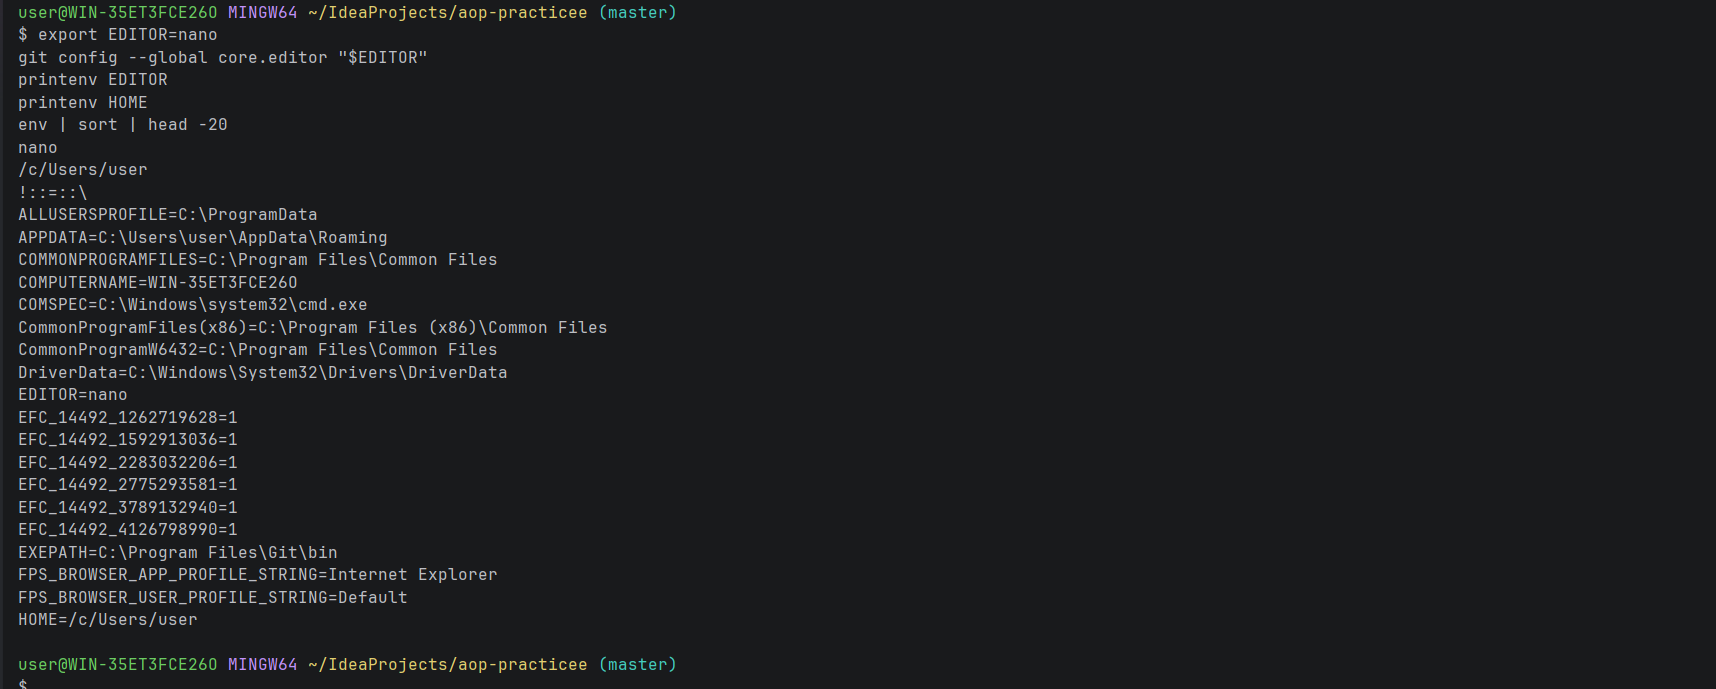 user@WIN-35ET3FCE26O MINGW64 ~/IdeaProjects/aop-practicee (master)
$ export EDITOR=nano
git config --global core.editor "$EDITOR"
printenv EDITOR
printenv HOME
env | sort | head -20
nano
/c/Users/user
!::=::\
ALLUSERSPROFILE=C:\ProgramData
APPDATA=C:\Users\user\AppData\Roaming
COMMONPROGRAMFILES=C:\Program Files\Common Files
COMPUTERNAME=WIN-35ET3FCE26O
COMSPEC=C:\Windows\system32\cmd.exe
CommonProgramFiles(x86)=C:\Program Files (x86)\Common Files
CommonProgramW6432=C:\Program Files\Common Files
DriverData=C:\Windows\System32\Drivers\DriverData
EDITOR=nano
EFC_14492_1262719628=1
EFC_14492_1592913036=1
EFC_14492_2283032206=1
EFC_14492_2775293581=1
EFC_14492_3789132940=1
EFC_14492_4126798990=1
EXEPATH=C:\Program Files\Git\bin
FPS_BROWSER_APP_PROFILE_STRING=Internet Explorer
FPS_BROWSER_USER_PROFILE_STRING=Default
HOME=/c/Users/user
user@WIN-35ET3FCE26O MINGW64 ~/IdeaProjects/aop-practicee (master)
$